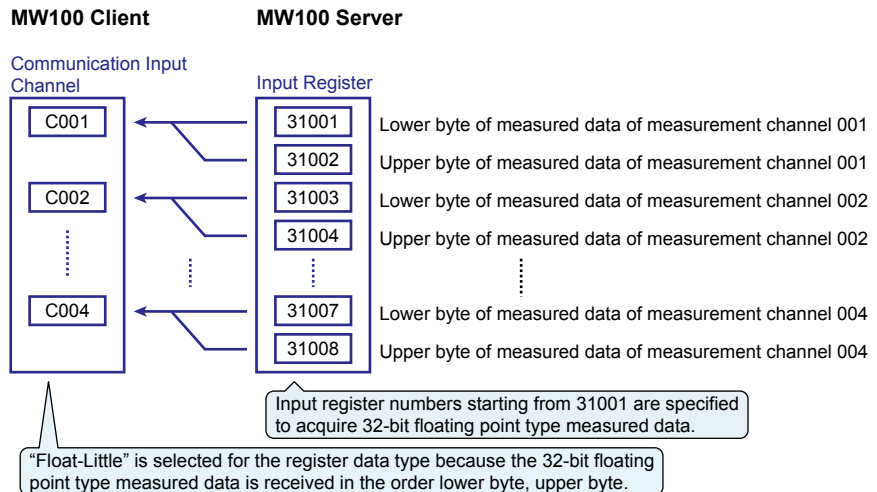 MW100 Client
MW100 Server
Communication Input
Channel
Input Register
C001
31001
Lower byte of measured data of measurement channel 001
31002
Upper byte of measured data of measurement channel 001
C002
31003
Lower byte of measured data of measurement channel 002
31004
Upper byte of measured data of measurement channel 002
C004
31007
Lower byte of measured data of measurement channel 004
31008
Upper byte of measured data of measurement channel 004
Input register numbers starting from 31001 are specified
to acquire 32-bit floating point type measured data.
“Float-Little” is selected for the register data type because the 32-bit floating
point type measured data is received in the order lower byte, upper byte.